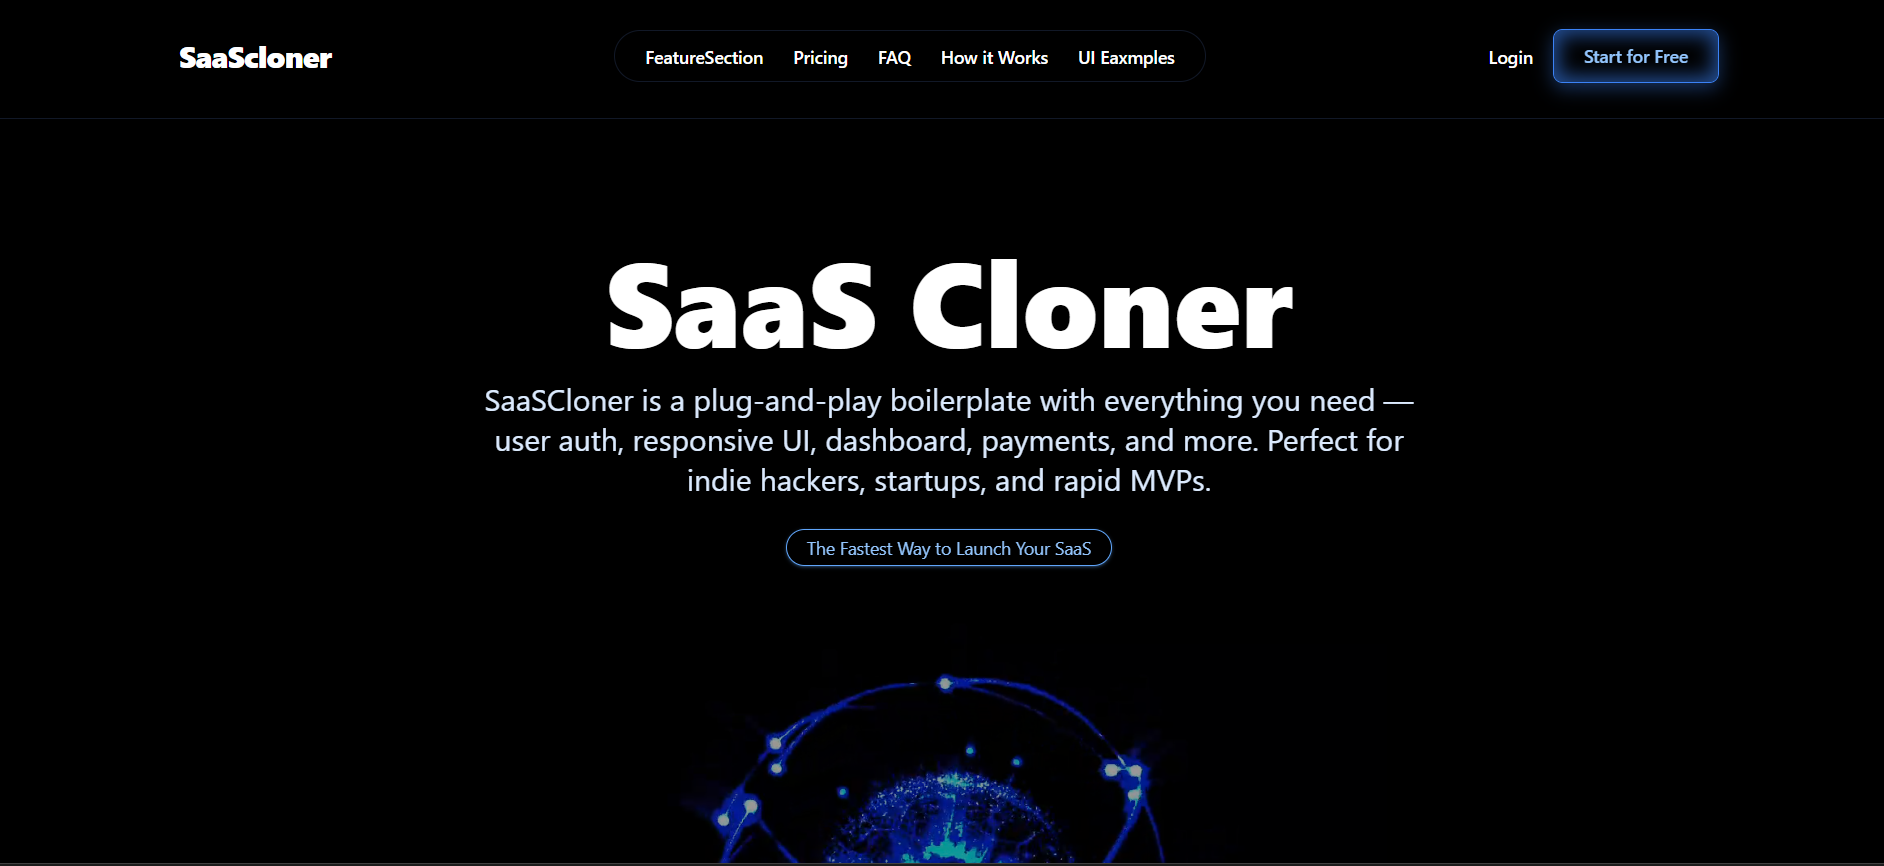 SaaScloner
FeatureSection Pricing FAQ How it Works UI Eaxmples
Login Start for Free
SaaS Cloner
SaaSCloner is a plug-and-play boilerplate with everything you need —
user auth, responsive UI, dashboard, payments, and more. Perfect for
indie hackers, startups, and rapid MVPs.
The Fastest Way to Launch Your SaaS